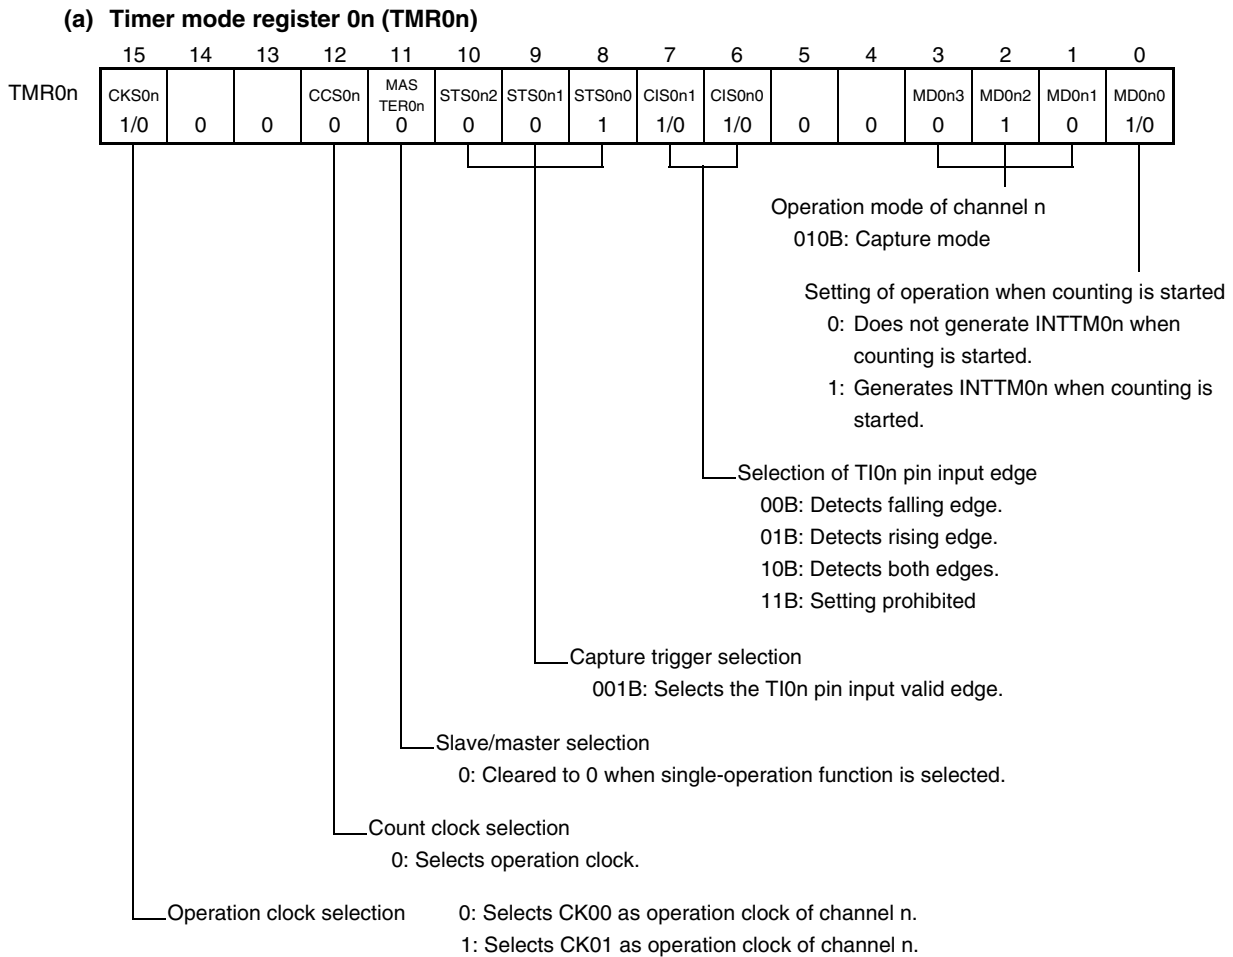 (a) Timer mode register 0n (TMR0n)
15 14 13 12 11 10 9 8 7 6 5 4 3 2 1 0
TMR0n CKS0n CCS0n MAS TER0n STS0n2 STS0n1 STS0n0 CIS0n1 CIS0n0 MD0n3 MD0n2 MD0n1 MD0n0
1/0 0 0 0 0 0 0 1 1/0 1/0 0 0 0 1 0 1/0
Operation mode of channel n
010B: Capture mode
Setting of operation when counting is started
0: Does not generate INTTM0n when
counting is started.
1: Generates INTTM0n when counting is
started.
Selection of TI0n pin input edge
00B: Detects falling edge.
01B: Detects rising edge.
10B: Detects both edges.
11B: Setting prohibited
Capture trigger selection
001B: Selects the TI0n pin input valid edge.
Slave/master selection
0: Cleared to 0 when single-operation function is selected.
Count clock selection
0: Selects operation clock.
Operation clock selection 0: Selects CK00 as operation clock of channel n.
1: Selects CK01 as operation clock of channel n.